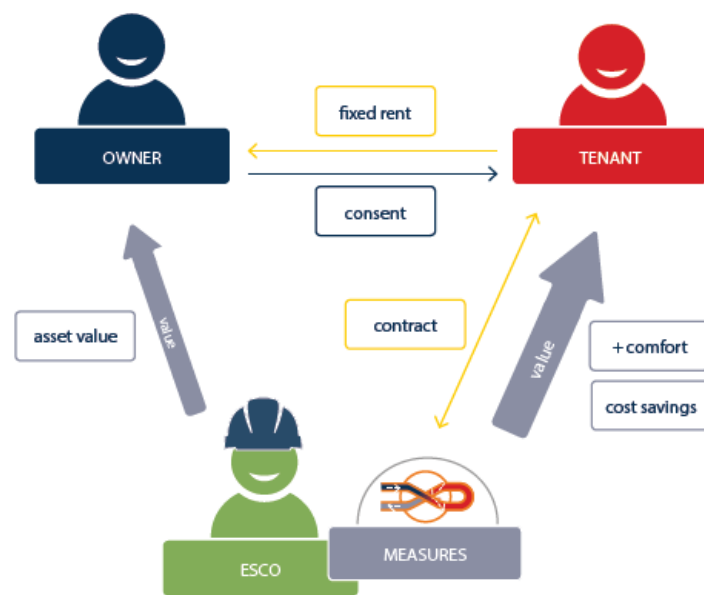 fixed rent
OWNER
TENANT
consent
asset value
value
contract
value
+comfort
cost savings
MEASURES
ESCO